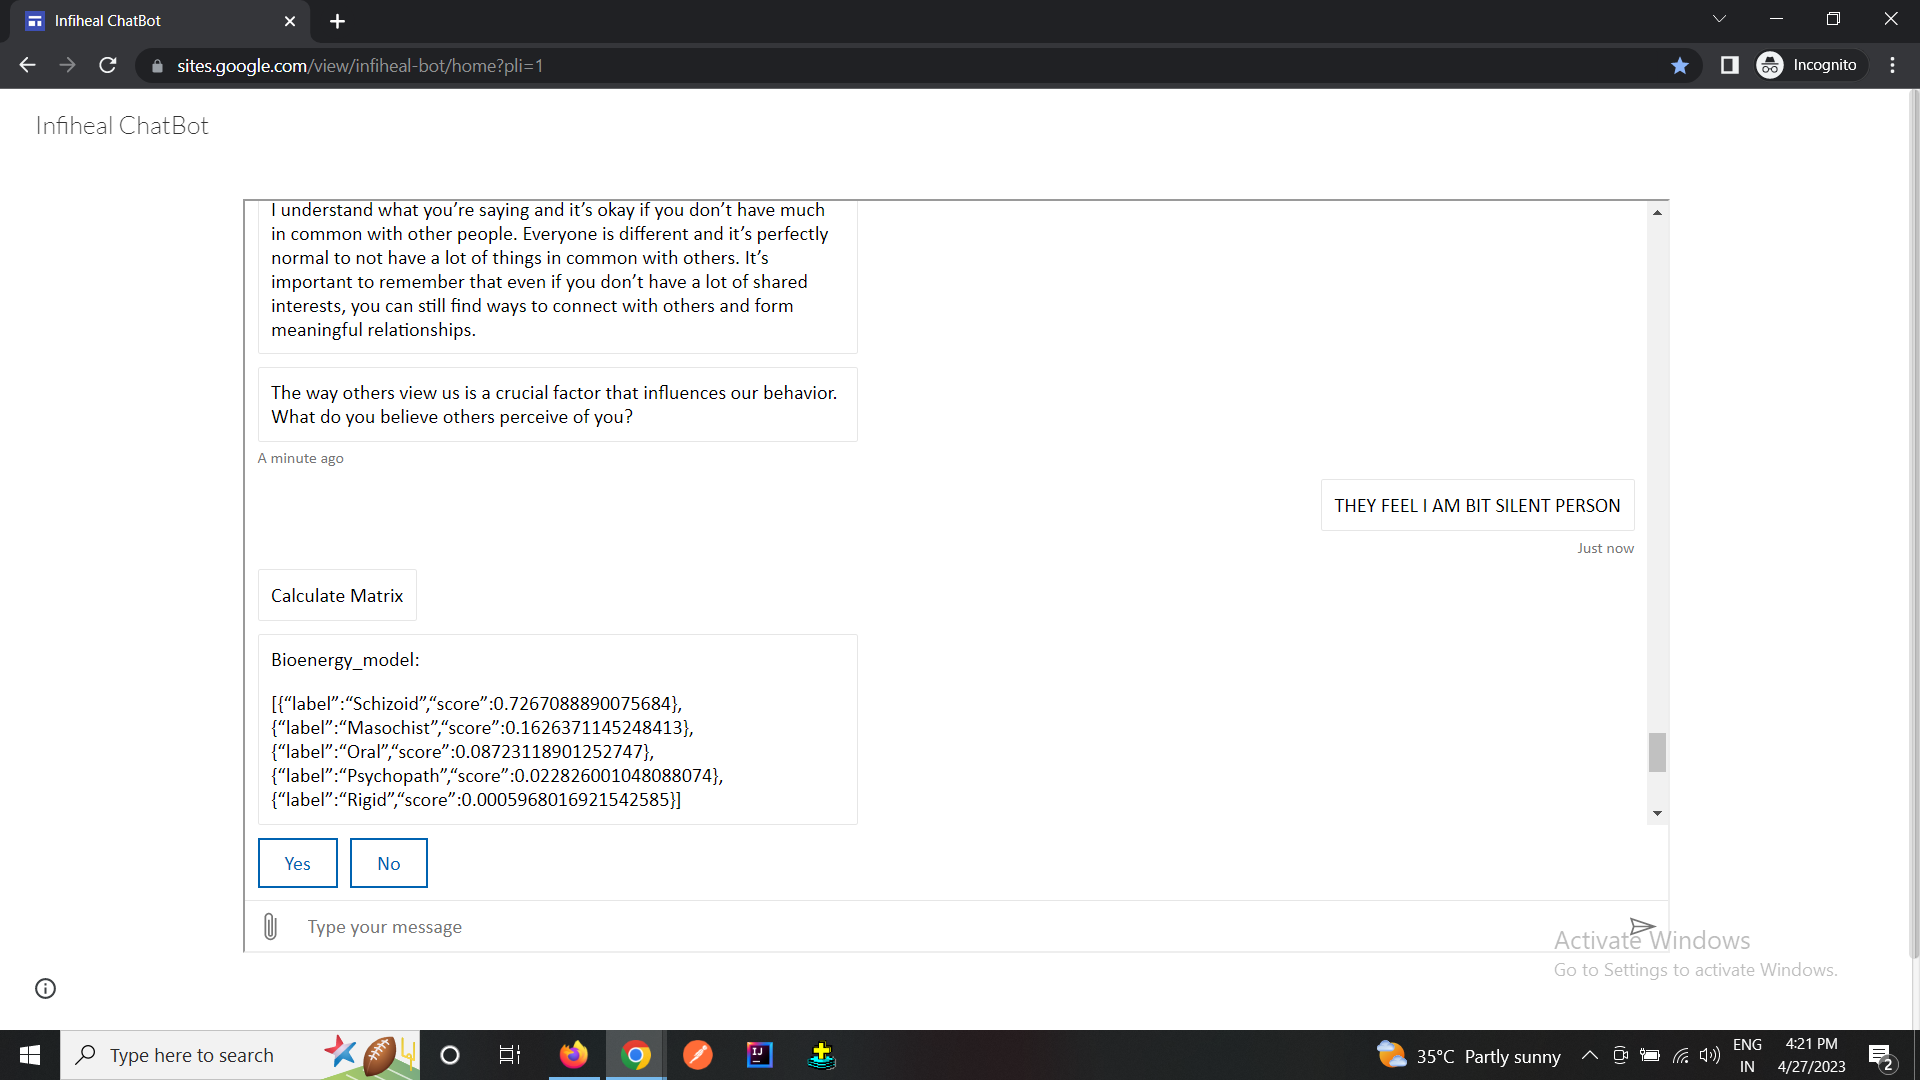 Infiheal ChatBot
sites.google.com/view/infiheal-bot/home?pli=1
Incognito
Infiheal ChatBot
I understand what you’re saying and it’s okay if you don’t have much
in common with other people. Everyone is different and it’s perfectly
normal to not have a lot of things in common with others. It’s
important to remember that even if you don’t have a lot of shared
interests, you can still find ways to connect with others and form
meaningful relationships.
The way others view us is a crucial factor that influences our behavior.
What do you believe others perceive of you?
A minute ago
THEY FEEL I AM BIT SILENT PERSON
Just now
Calculate Matrix
Bioenergy_model:
[{“label”:“Schizoid”,“score”:0.7267088890075684},
{“label”:“Masochist”,“score”:0.1626371145248413},
{“label”:“Oral”,“score”:0.08723118901252747},
{“label”:“Psychopath”,“score”:0.022826001048088074},
{“label”:“Rigid”,“score”:0.0005968016921542585}]
Yes No
Type your message
Activate Windows
Go to Settings to activate Windows.
Type here to search
IJ
35°C Partly sunny
ENG
IN
4:21 PM
4/27/2023
2